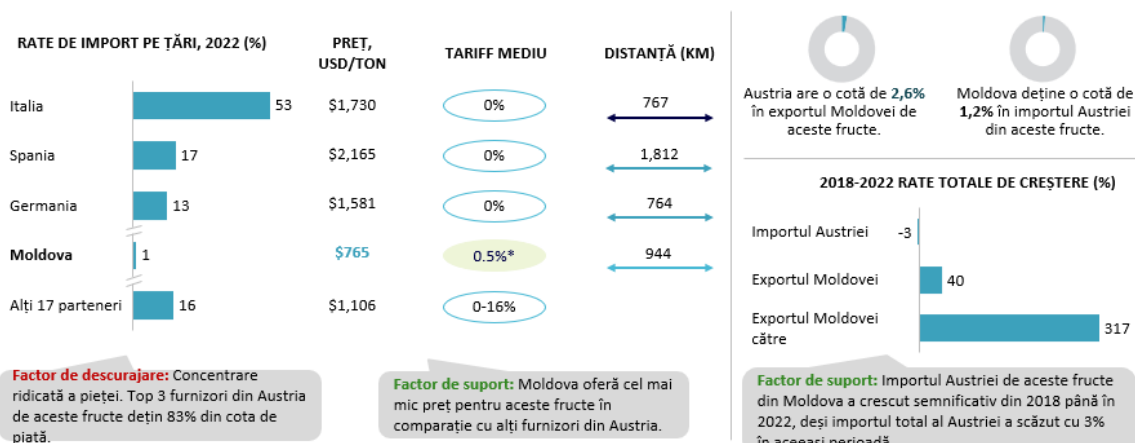 RATE DE IMPORT PE ȚĂRI, 2022 (%)
PREȚ,
USD/TON
TARIFF MEDIU
DISTANȚĂ (KM)
Italia
53
$1,730
0%
767
Spania
17
$2,165
0%
1,812
Germania
13
$1,581
0%
764
Moldova
1
$765
0.5%*
944
Alți 17 parteneri
16
$1,106
0-16%
Factor de descurajare: Concentrare
ridicată a pieței. Top 3 furnizori din Austria
de aceste fructe dețin 83% din cota de
piață.
Factor de suport: Moldova oferă cel mai
mic preț pentru aceste fructe în
comparație cu alți furnizori din Austria.
Austria are o cotă de 2,6%
în exportul Moldovei de
aceste fructe.
Moldova deține o cotă de
1,2% în importul Austriei
din aceste fructe.
2018-2022 RATE TOTALE DE CREȘTERE (%)
Importul Austriei
-3
Exportul Moldovei
40
Exportul Moldovei
către
317
Factor de suport: Importul Austriei de aceste fructe
din Moldova a crescut semnificativ din 2018 până în
2022, deși importul total al Austriei a scăzut cu 3%
în aceeași perioadă